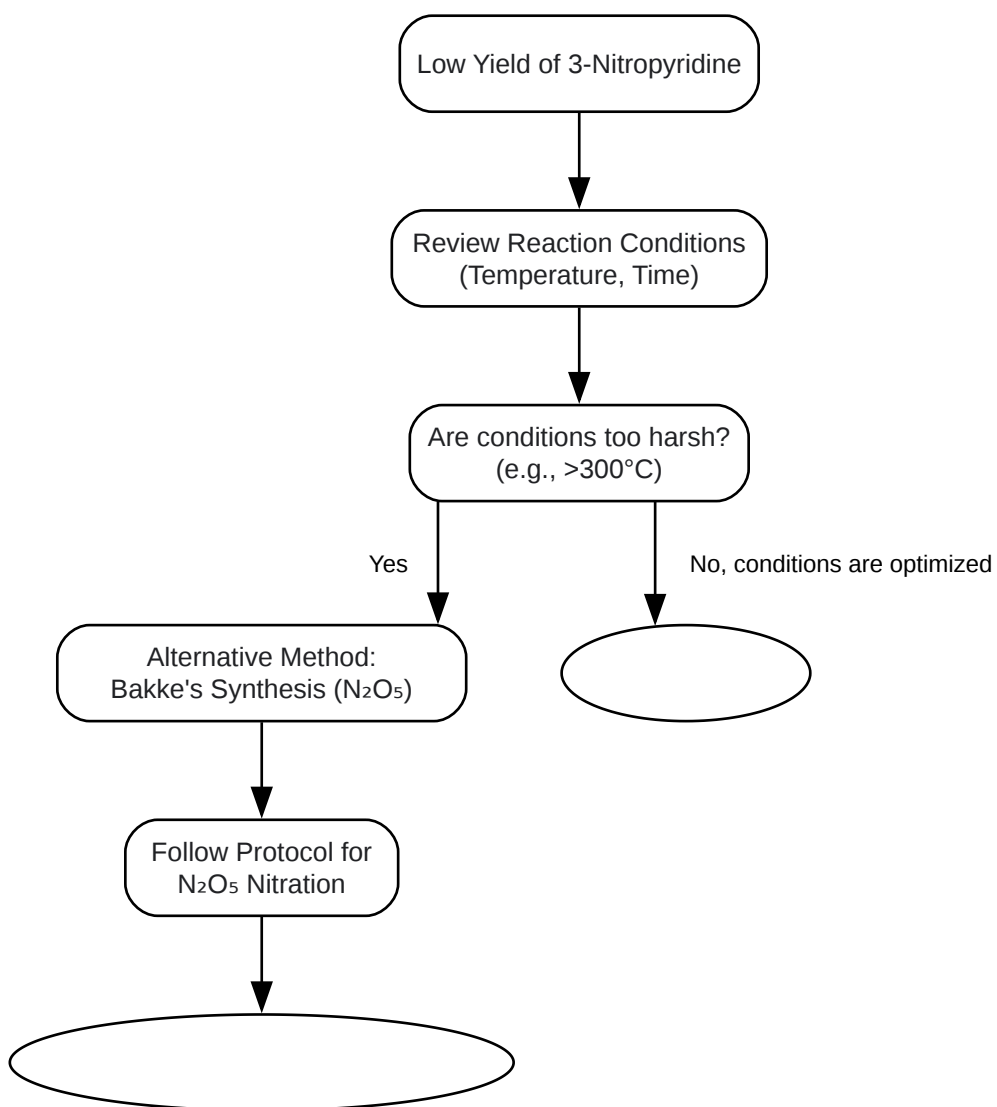 Low Yield of 3-Nitropyridine
Review Reaction Conditions
(Temperature, Time)
Are conditions too harsh?
(e.g., >300°C)
Yes
No, conditions are optimized
Alternative Method:
Bakke's Synthesis (N₂O₅)
Follow Protocol for
N₂O₅ Nitration